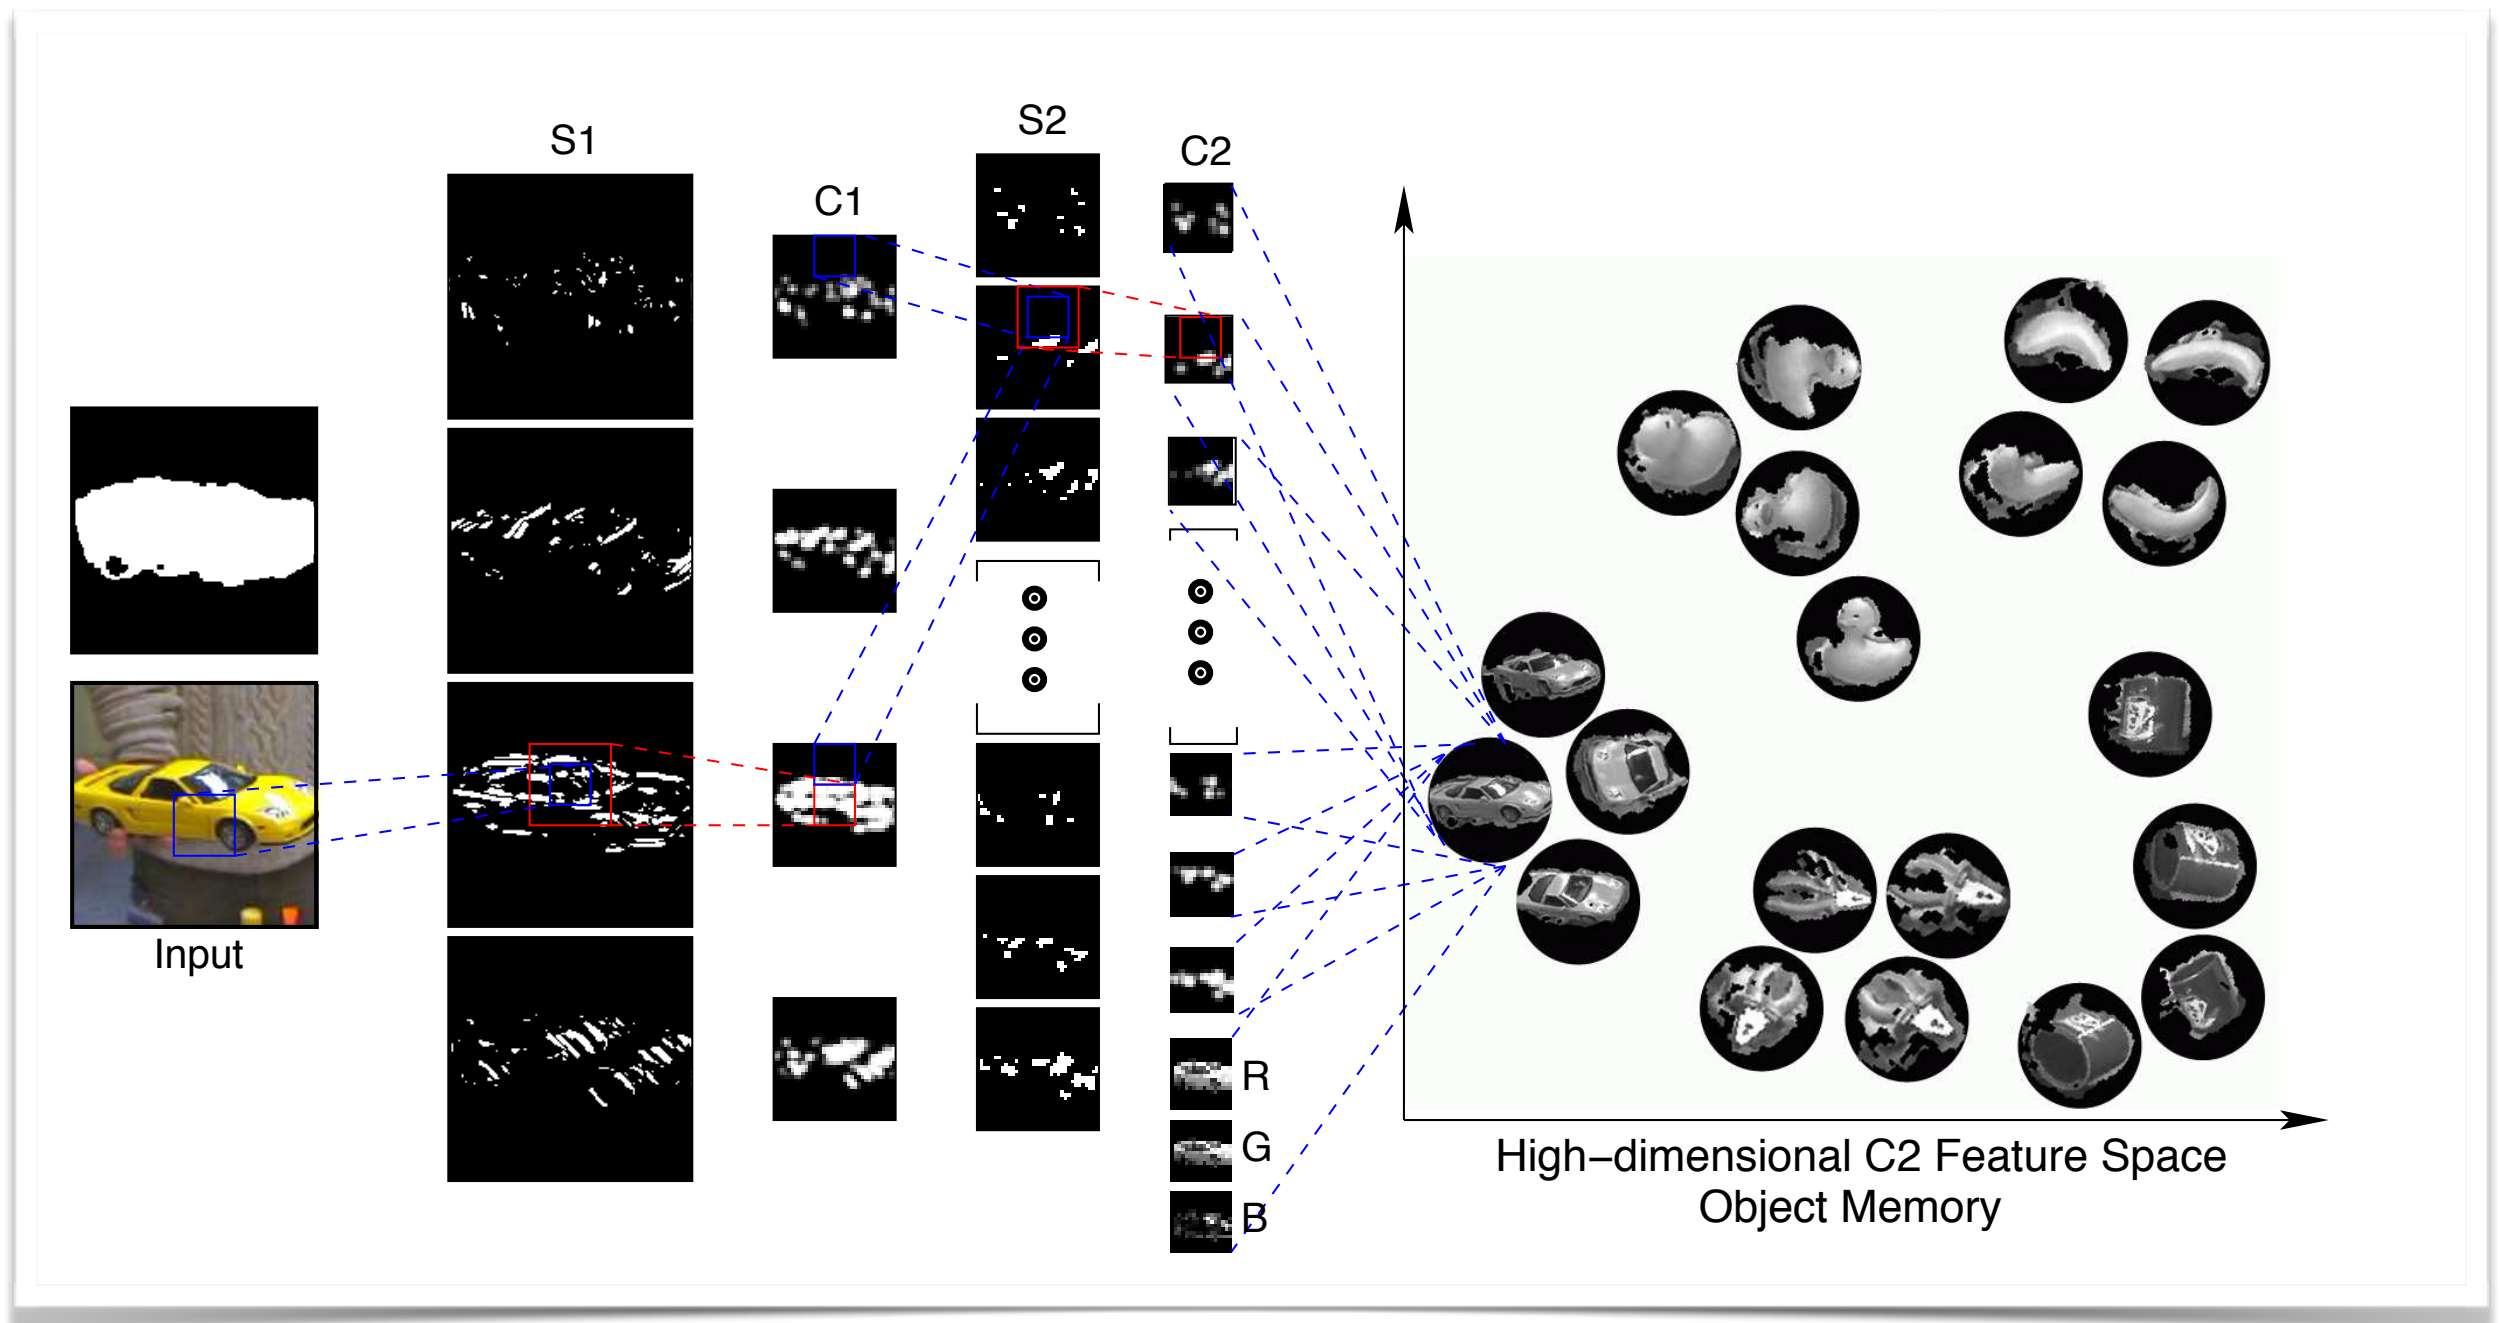 S1
C1
S2
C2
Input
R
G
B
High−dimensional C2 Feature Space
Object Memory